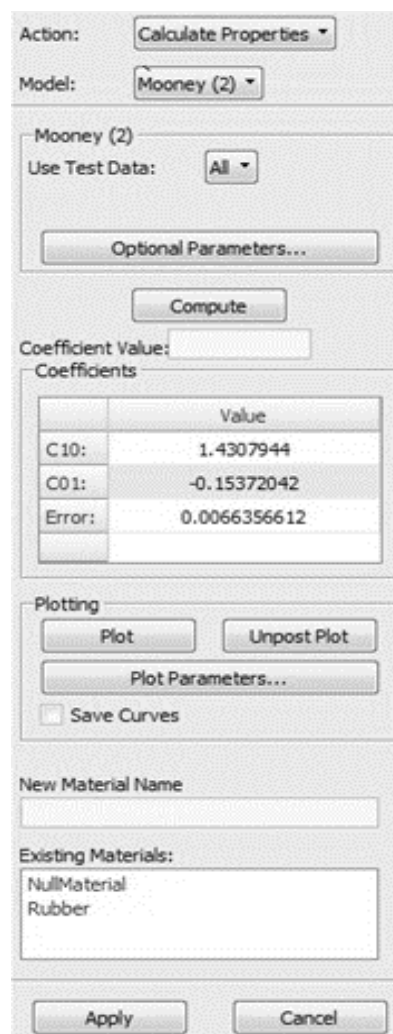 Action: Calculate Properties
Model: Mooney (2)
Mooney (2)
Use Test Data: All
Optional Parameters...
Compute
Coefficient Value:
Coefficients
Value
C10: 1.4307944
C01: -0.15372042
Error: 0.0066356612
Plotting
Plot Unpost Plot
Plot Parameters...
Save Curves
New Material Name
Existing Materials:
NullMaterial
Rubber
Apply Cancel